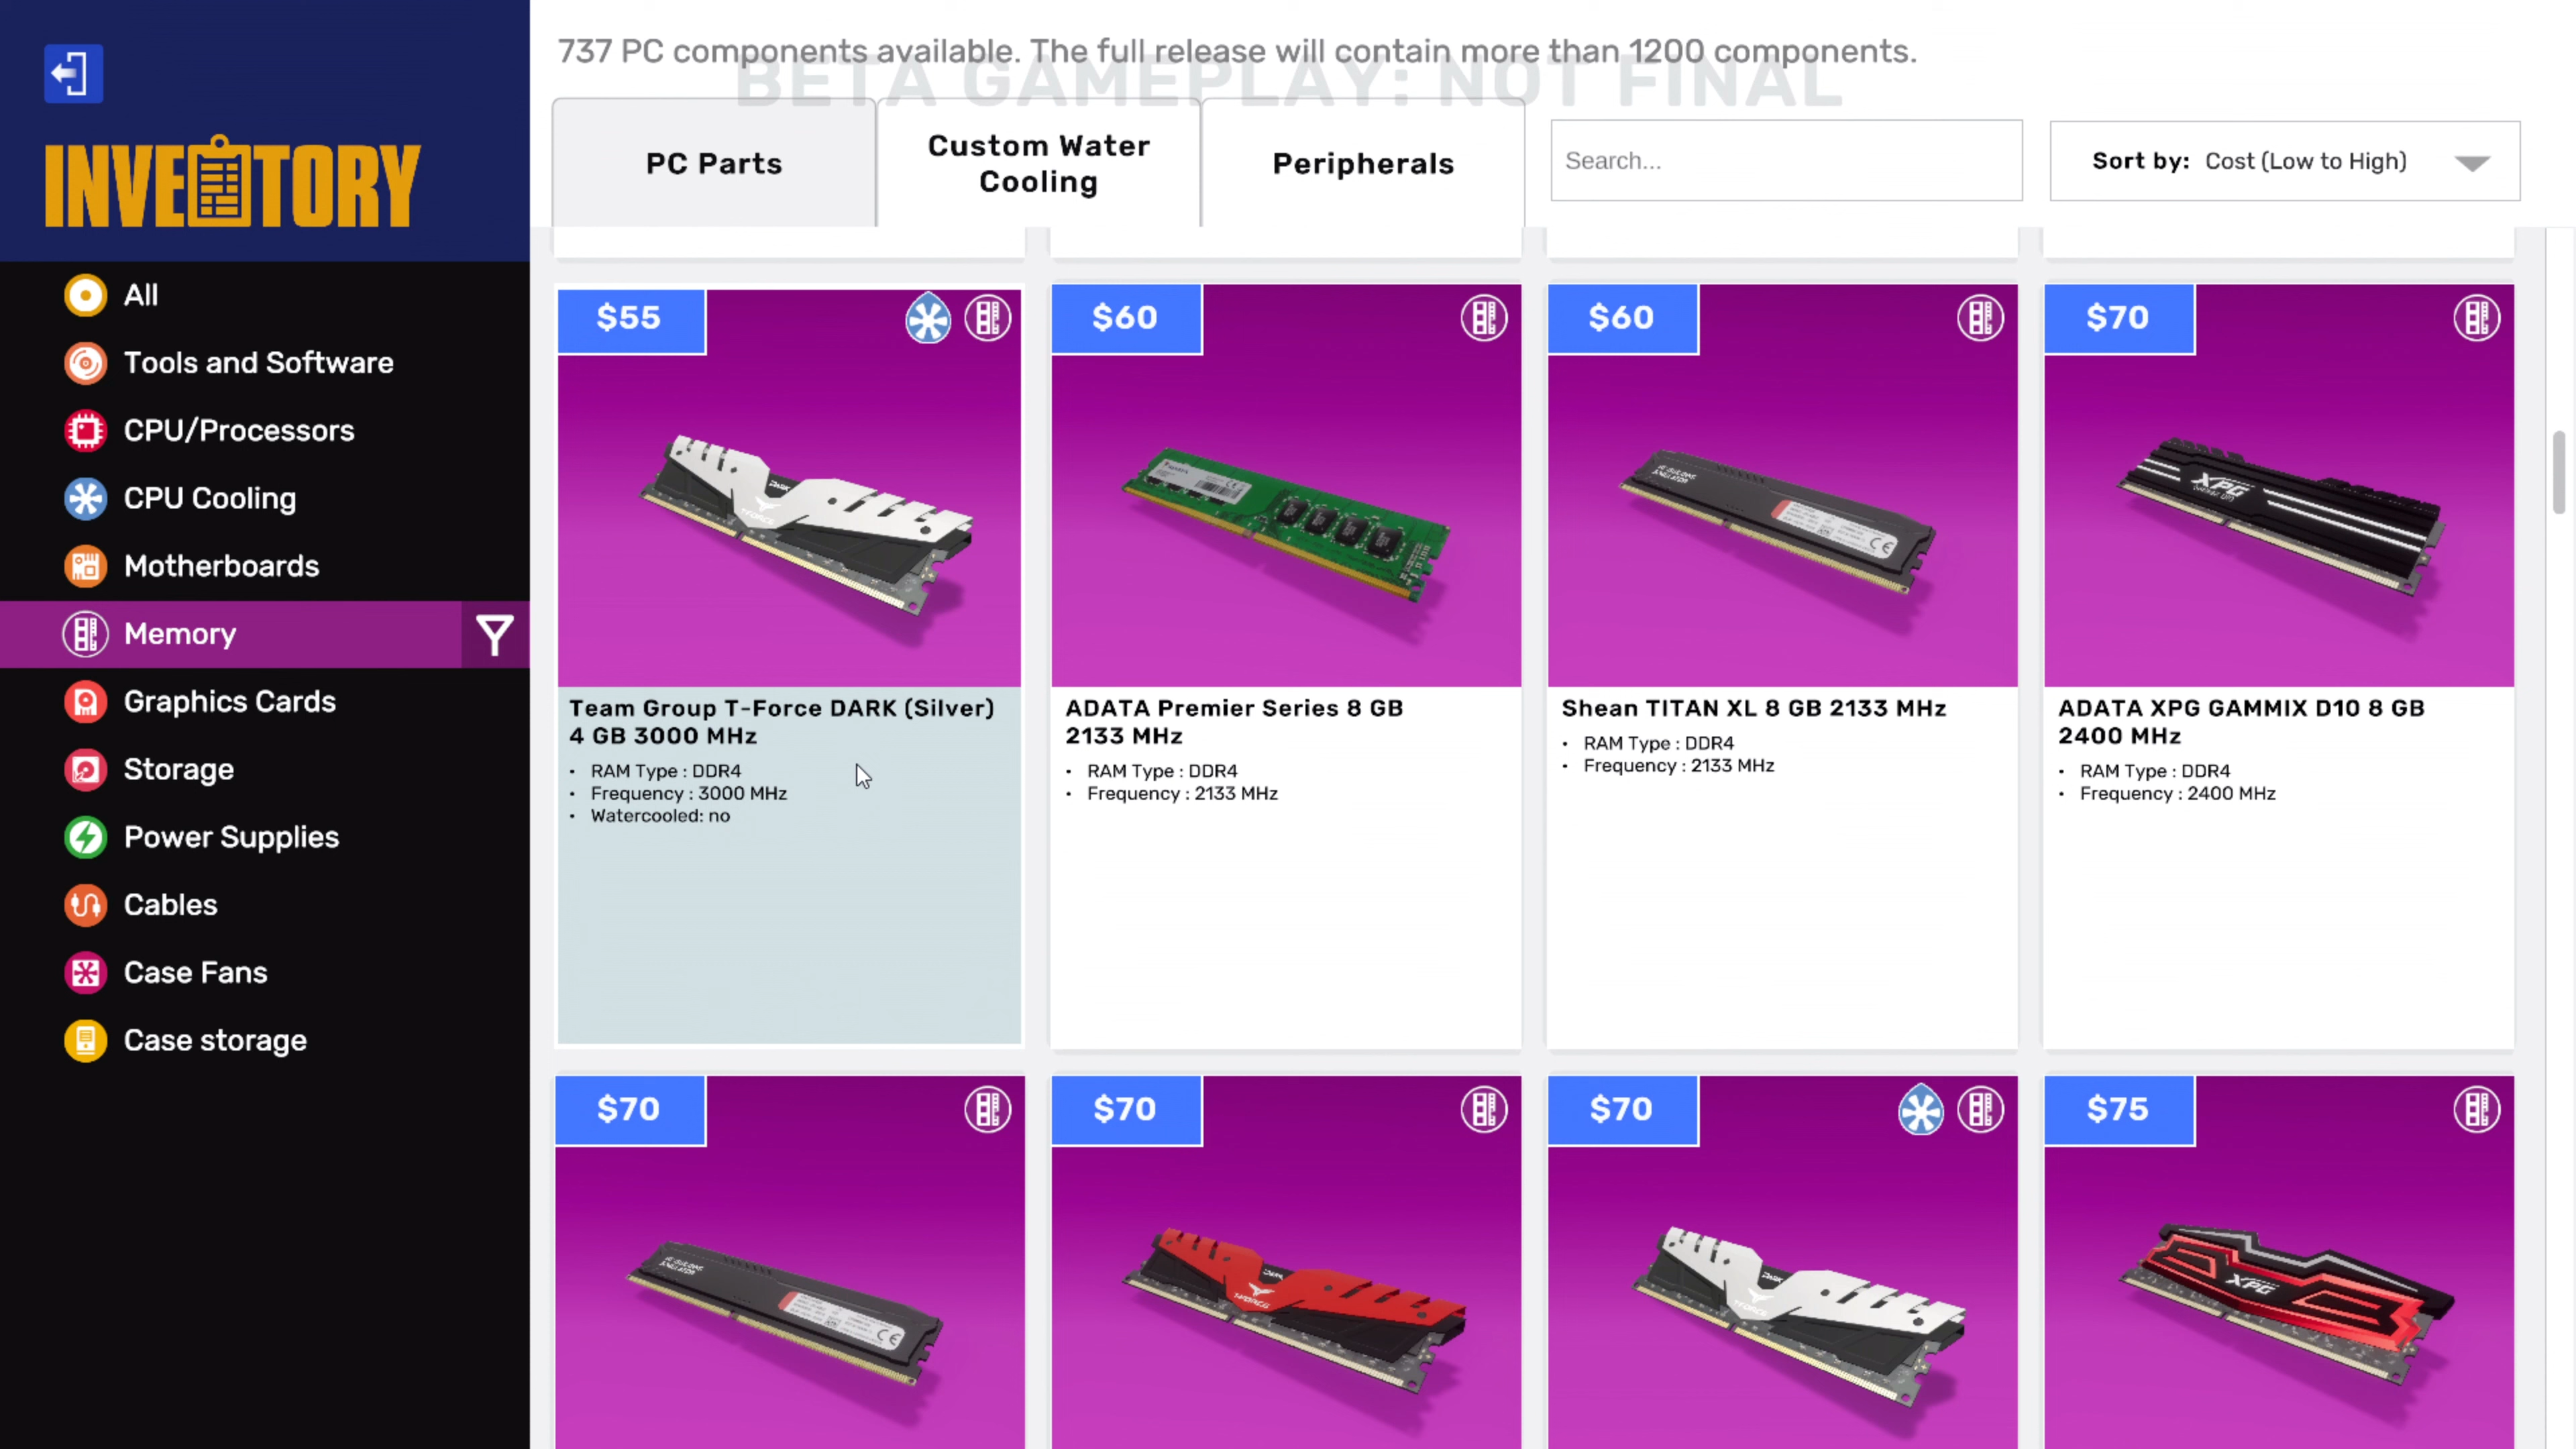 737 PC components available. The full release will contain more than 1200 components.
BETA GAMEPLAY: NOT FINAL
INVENTORY
PC Parts
Custom Water
Cooling
Peripherals
Search...
Sort by: Cost (Low to High)
All
Tools and Software
CPU/Processors
CPU Cooling
Motherboards
Memory
Graphics Cards
Storage
Power Supplies
Cables
Case Fans
Case storage
$55
Team Group T-Force DARK (Silver)
4 GB 3000 MHz
• RAM Type : DDR4
• Frequency : 3000 MHz
• Watercooled: no
$60
ADATA Premier Series 8 GB
2133 MHz
• RAM Type : DDR4
• Frequency : 2133 MHz
$60
Shean TITAN XL 8 GB 2133 MHz
• RAM Type : DDR4
• Frequency : 2133 MHz
$70
XPG
ADATA XPG GAMMIX D10 8 GB
2400 MHz
• RAM Type : DDR4
• Frequency : 2400 MHz
$70
$70
T-FORCE
$70
T-FORCE
$75
XPG